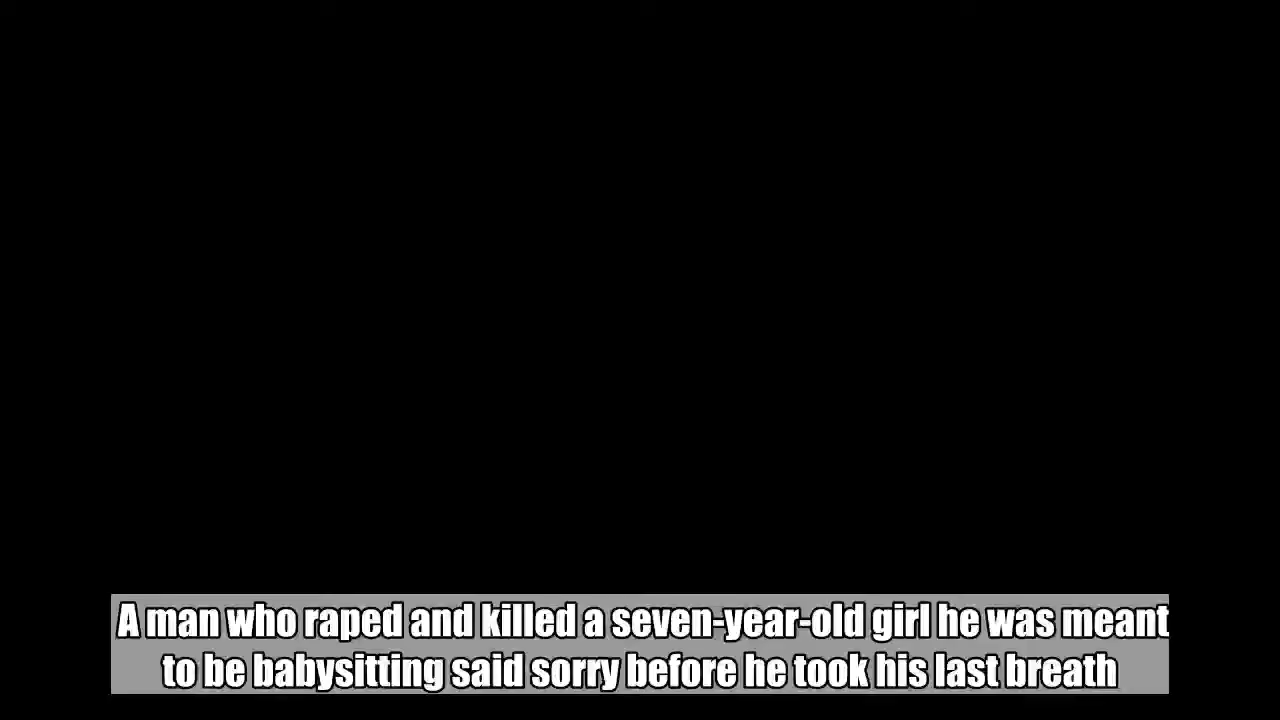 A man who raped and killed a seven-year-old girl he was meant
to be babysitting said sorry before he took his last breath